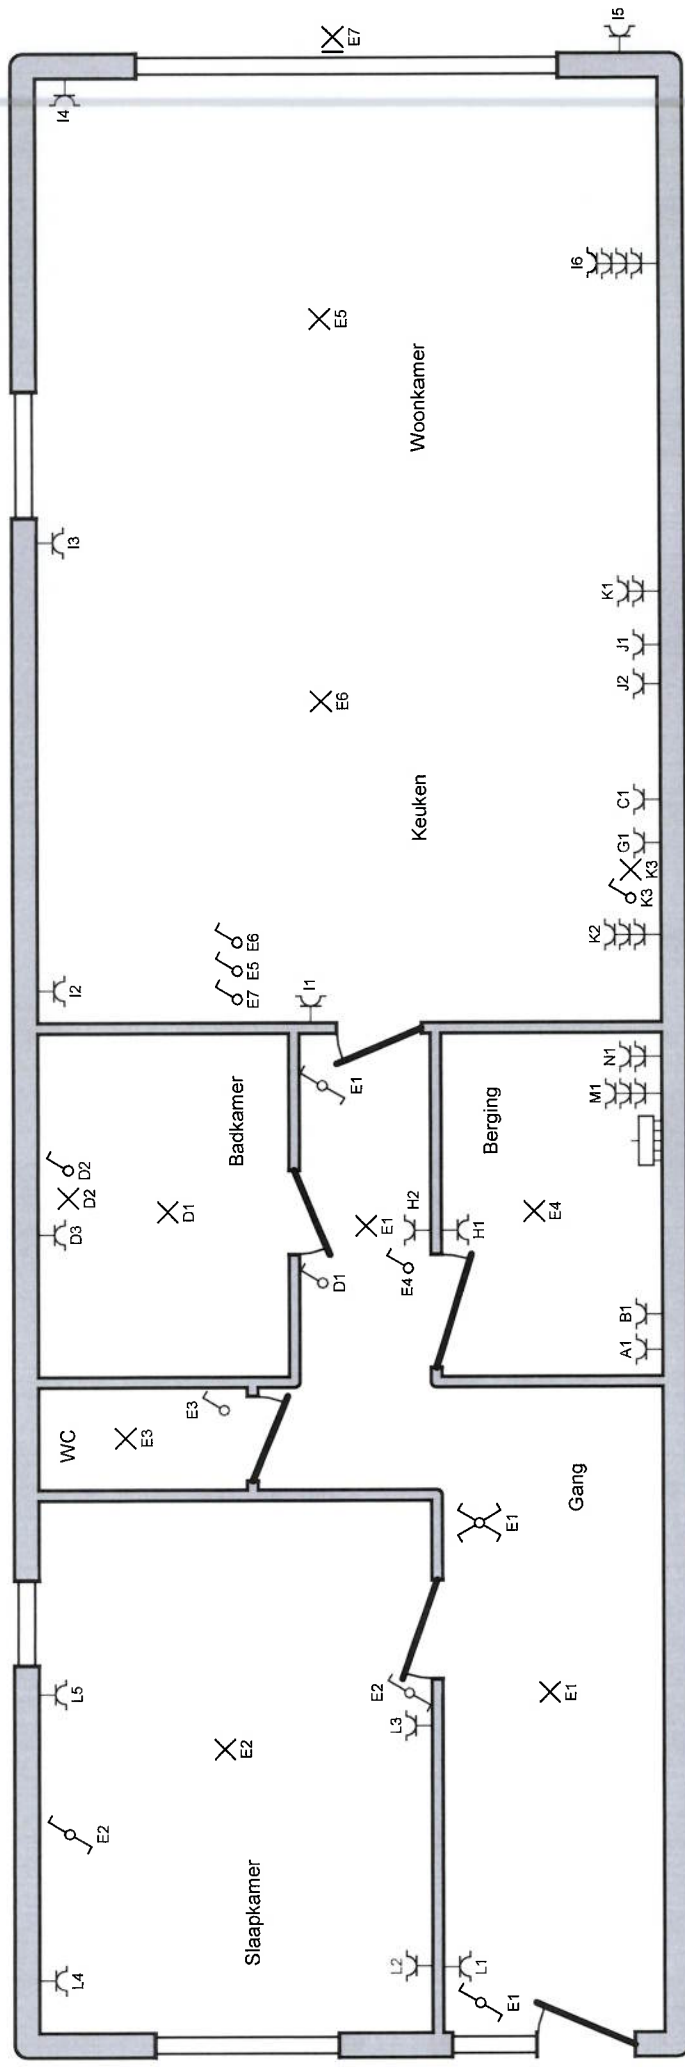 I5
E7
I4
I6
E5
Woonkamer
I3
K1
J1
J2
E6
Keuken
C1
G1
K3
K3
K2
E6
E5
E7
I2
I1
N1
M1
E1
Badkamer
Berging
D2
D2
D3
D1
H2
H1
E1
E4
E4
D1
B1
A1
E3
WC
E3
Gang
E1
L5
E2
L3
E2
E1
E2
Slaapkamer
L4
L2
L1
E1